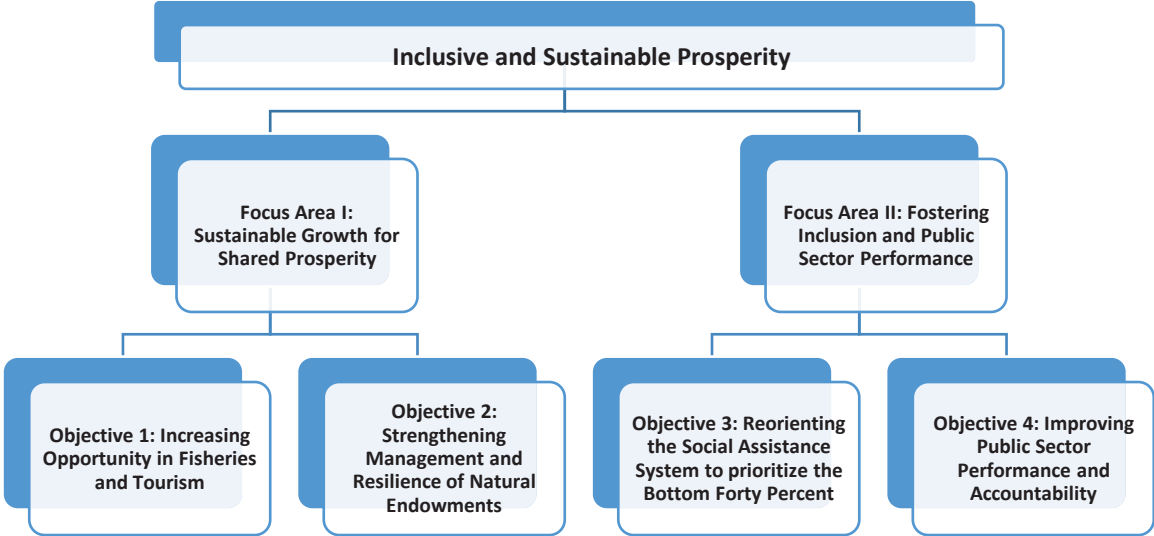 Inclusive and Sustainable Prosperity
Focus Area I:
Sustainable Growth for
Shared Prosperity
Focus Area II: Fostering
Inclusion and Public
Sector Performance
Objective 1: Increasing
Opportunity in Fisheries
and Tourism
Objective 2:
Strengthening
Management and
Resilience of Natural
Endowments
Objective 3: Reorienting
the Social Assistance
System to prioritize the
Bottom Forty Percent
Objective 4: Improving
Public Sector
Performance and
Accountability